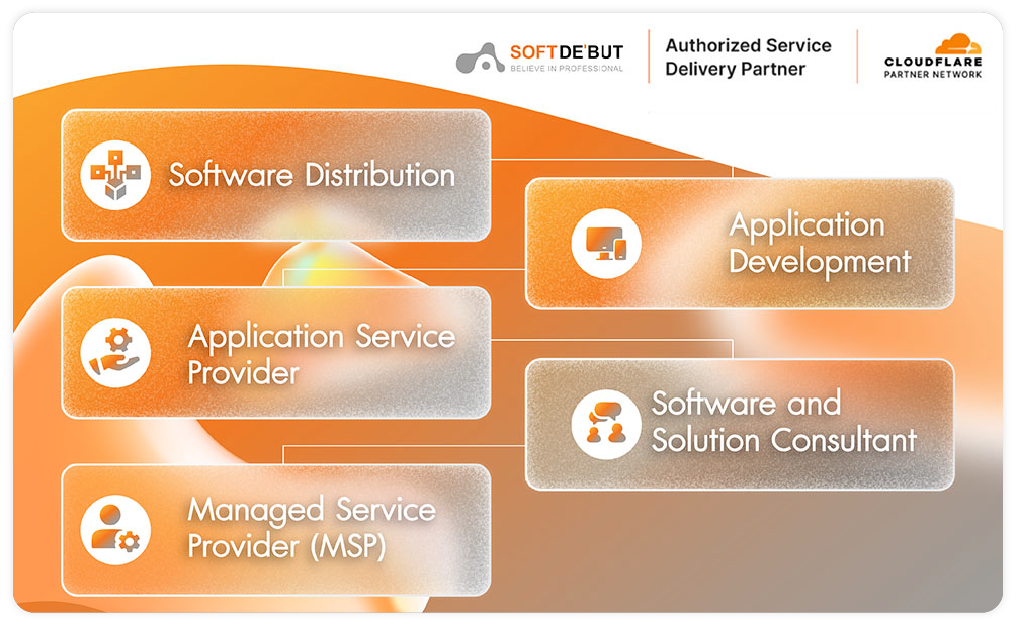 SOFTDE'BUT
BELIEVE IN PROFESSIONAL
Authorized Service
Delivery Partner
CLOUDFLARE
PARTNER NETWORK
Software Distribution
Application
Development
Application Service
Provider
Software and
Solution Consultant
Managed Service
Provider (MSP)